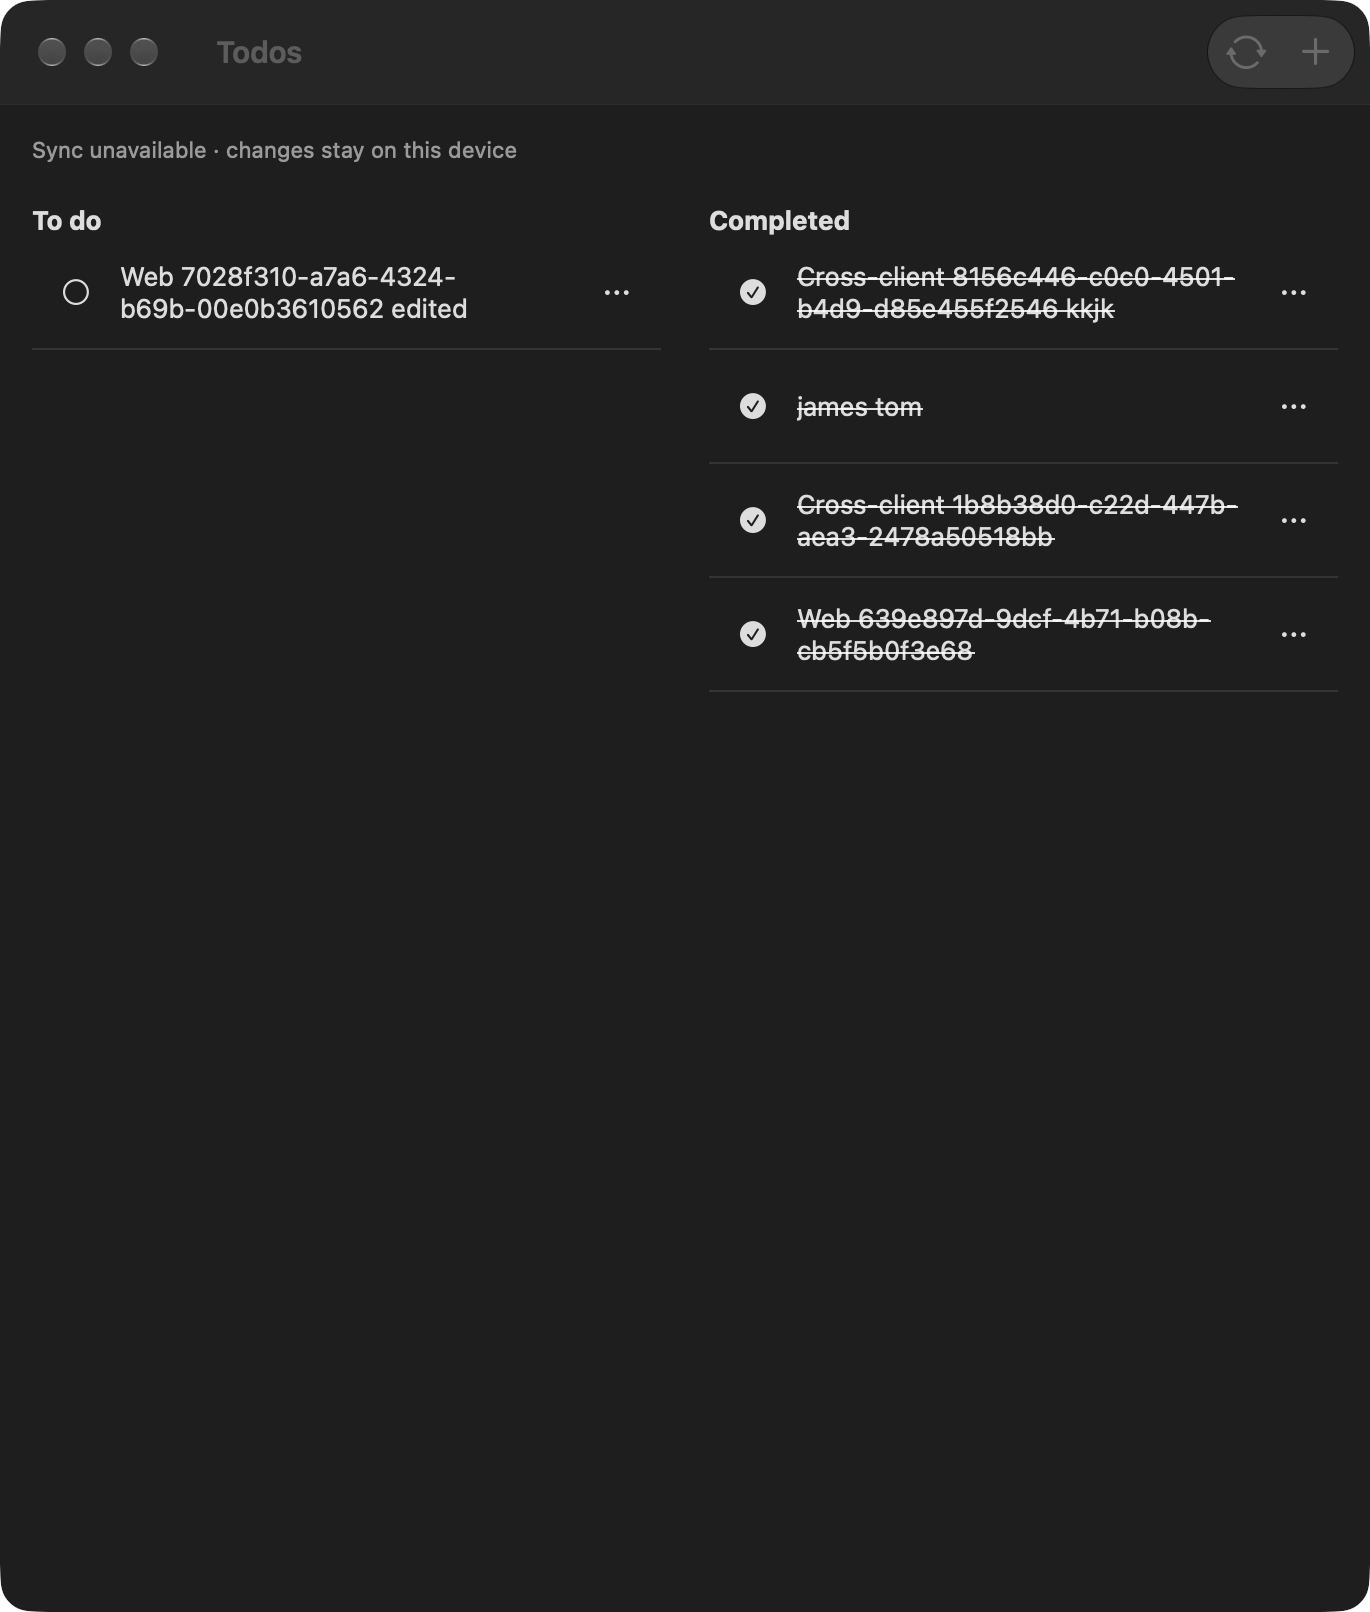 Todos
Sync unavailable · changes stay on this device
To do
Web 7028f310-a7a6-4324-
b69b-00e0b3610562 edited
Completed
Cross-client 8156c446-c0c0-4501-
b4d9-d85e455f2546 kkjk
james tom
Cross-client 1b8b38d0-c22d-447b-
aea3-2478a50518bb
Web 639e897d-9dcf-4b71-b08b-
cb5f5b0f3e68